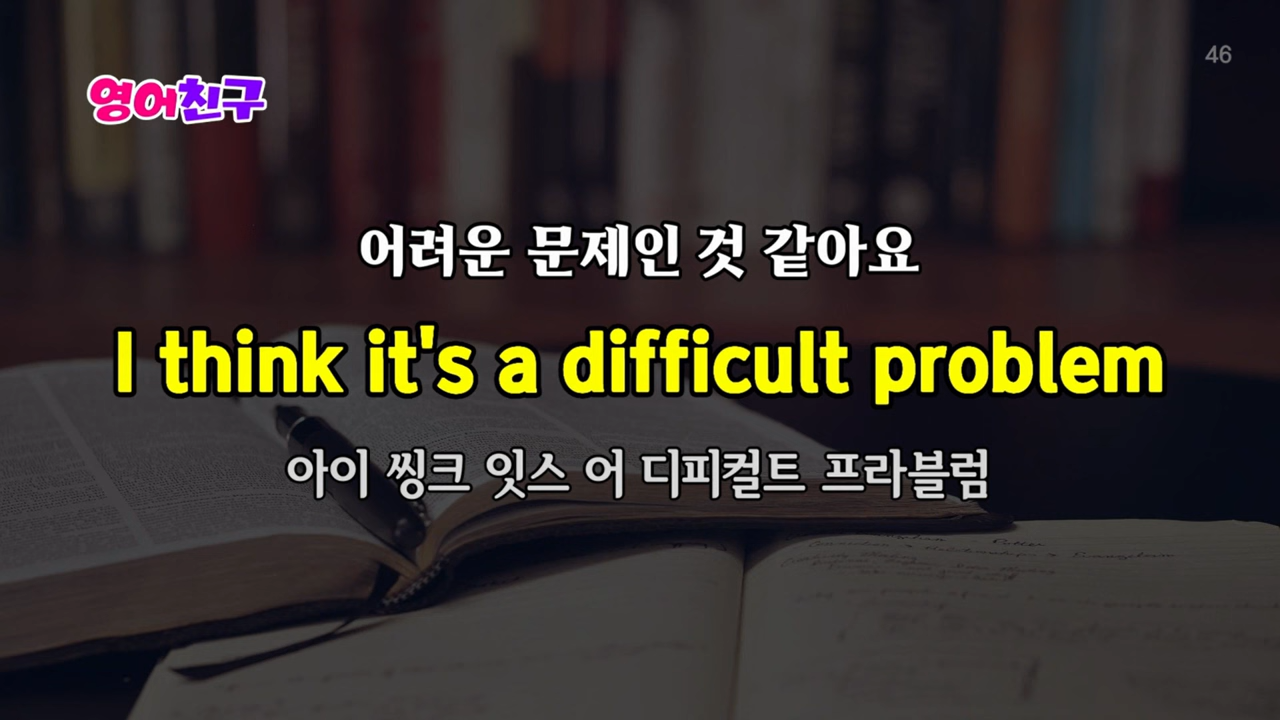 46
영어친구
어려운 문제인 것 같아요
I think it's a difficult problem
아이 씽크 잇스 어 디피컬트 프라블럼